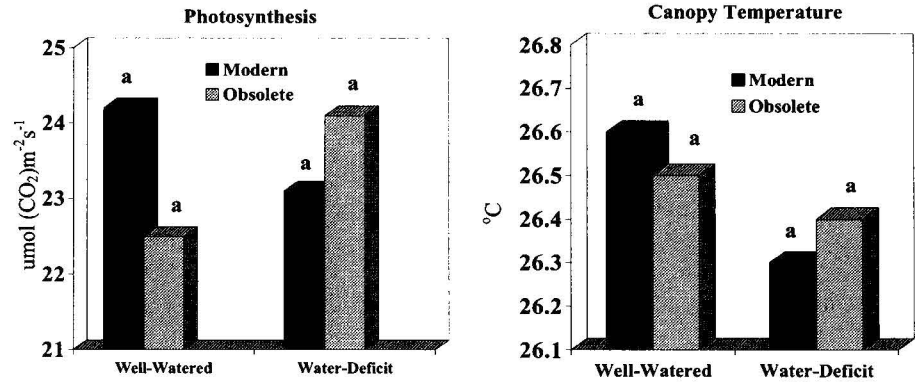 Photosynthesis
25
24
23
22
21
umol (CO₂)m⁻²s⁻¹
Modern
Obsolete
a
a
a
a
Well-Watered
Water-Deficit
Canopy Temperature
26.8
26.7
26.6
26.5
26.4
26.3
26.2
26.1
°C
Modern
Obsolete
a
a
a
a
Well-Watered
Water-Deficit